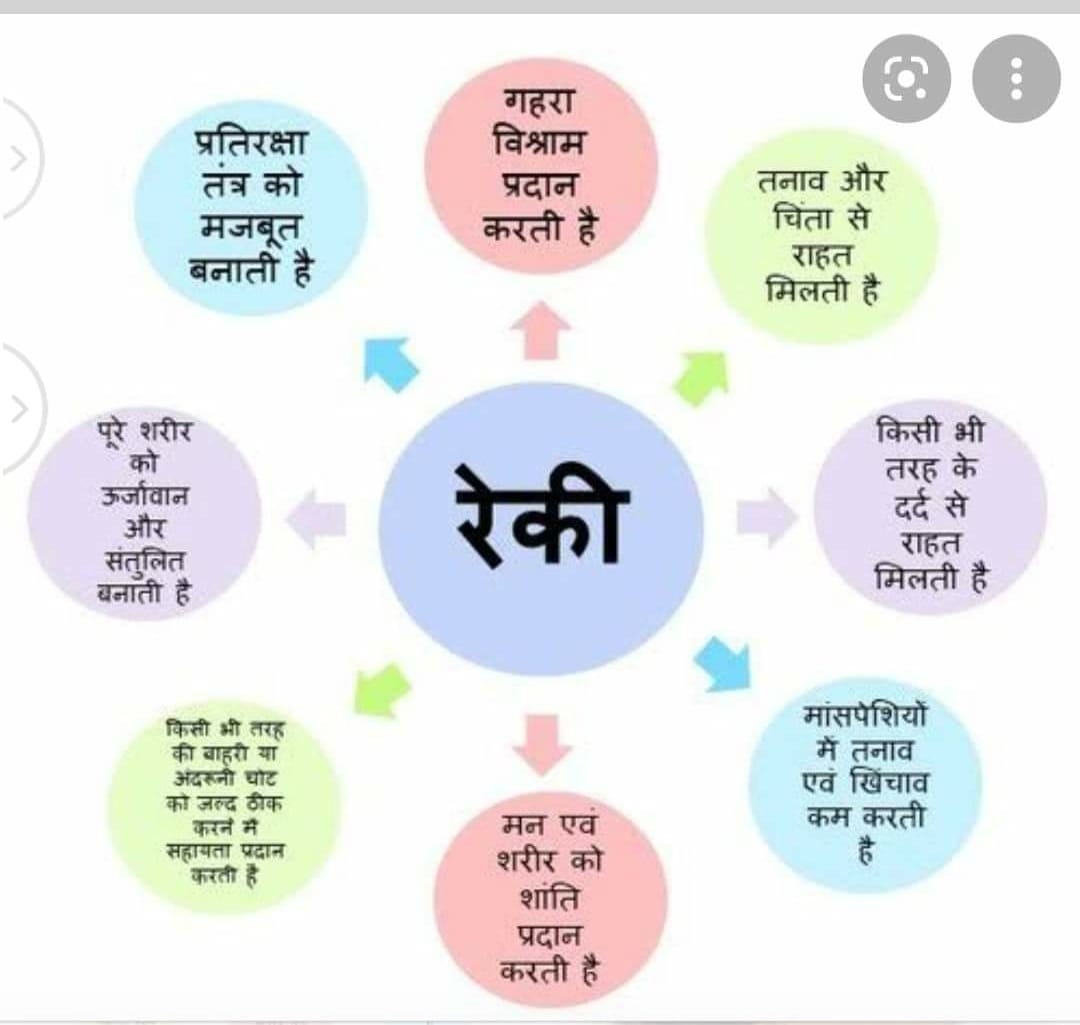 गहरा
विश्राम
प्रदान
करती है
तनाव और
चिंता से
राहत
मिलती है
किसी भी
तरह के
दर्द से
राहत
मिलती है
मांसपेशियों
में तनाव
एवं खिंचाव
कम करती
है
मन एवं
शरीर को
शांति
प्रदान
करती है
किसी भी तरह
की बाहरी या
अंदरूनी चोट
को जल्द ठीक
करने में
सहायता प्रदान
करती है
पूरे शरीर
को
ऊर्जावान
और
संतुलित
बनाती है
प्रतिरक्षा
तंत्र को
मजबूत
बनाती है
रेकी